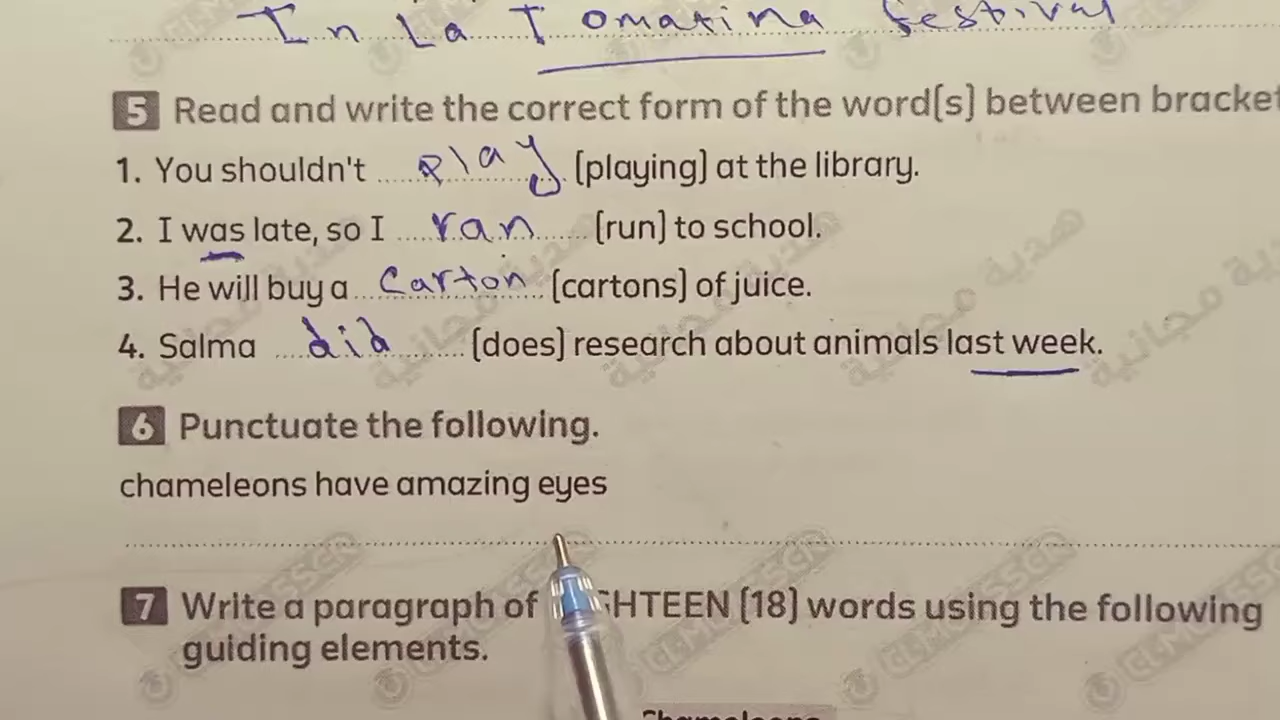 In La Tomatina festival
5 Read and write the correct form of the word(s) between bracket
1. You shouldn't play (playing) at the library.
2. I was late, so I ran (run) to school.
3. He will buy a carton (cartons) of juice.
4. Salma did (does) research about animals last week.
6 Punctuate the following.
chameleons have amazing eyes
7 Write a paragraph of GHTEEN (18) words using the following
guiding elements.
Chameleons
هدية مجانية